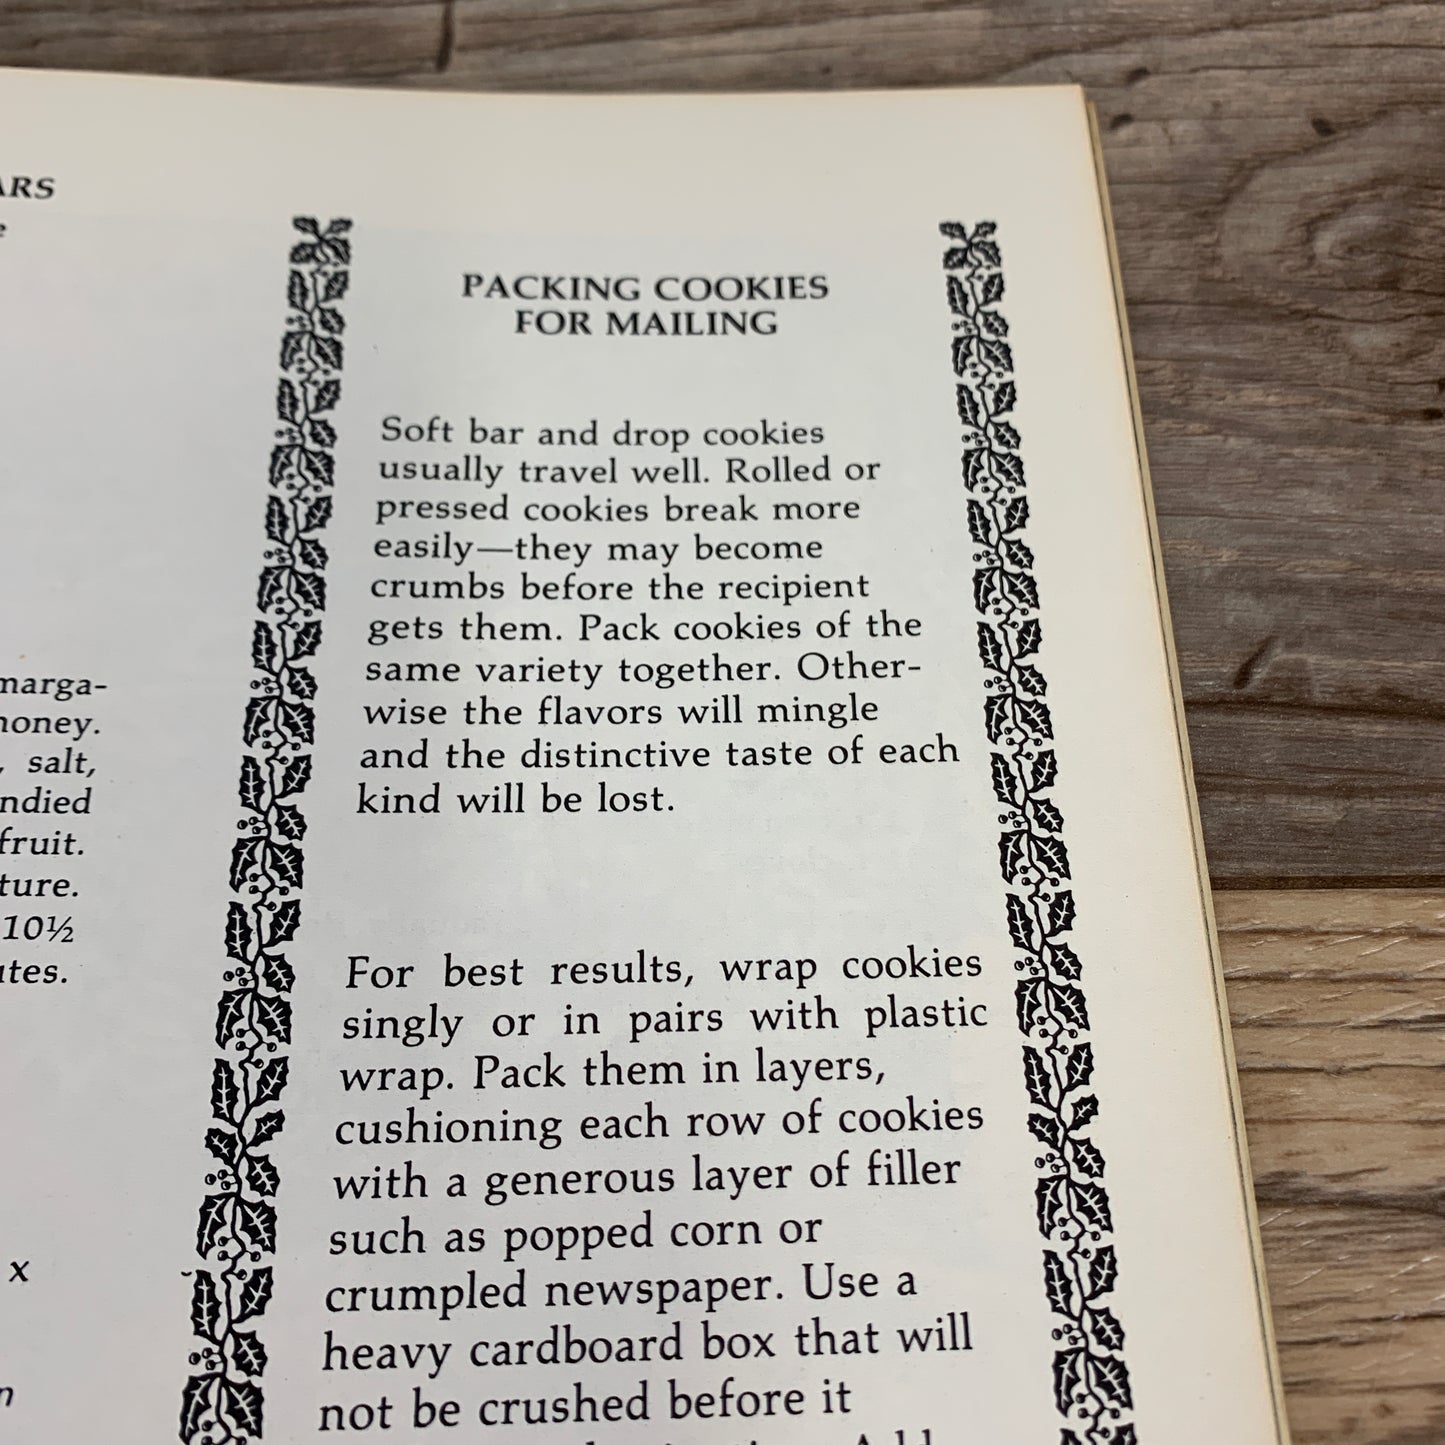 ARS
marga-
honey.
, salt,
ndied
fruit.
ture.
10½
utes.
x
n
PACKING COOKIES
FOR MAILING
Soft bar and drop cookies
usually travel well. Rolled or
pressed cookies break more
easily—they may become
crumbs before the recipient
gets them. Pack cookies of the
same variety together. Other-
wise the flavors will mingle
and the distinctive taste of each
kind will be lost.
For best results, wrap cookies
singly or in pairs with plastic
wrap. Pack them in layers,
cushioning each row of cookies
with a generous layer of filler
such as popped corn or
crumpled newspaper. Use a
heavy cardboard box that will
not be crushed before it